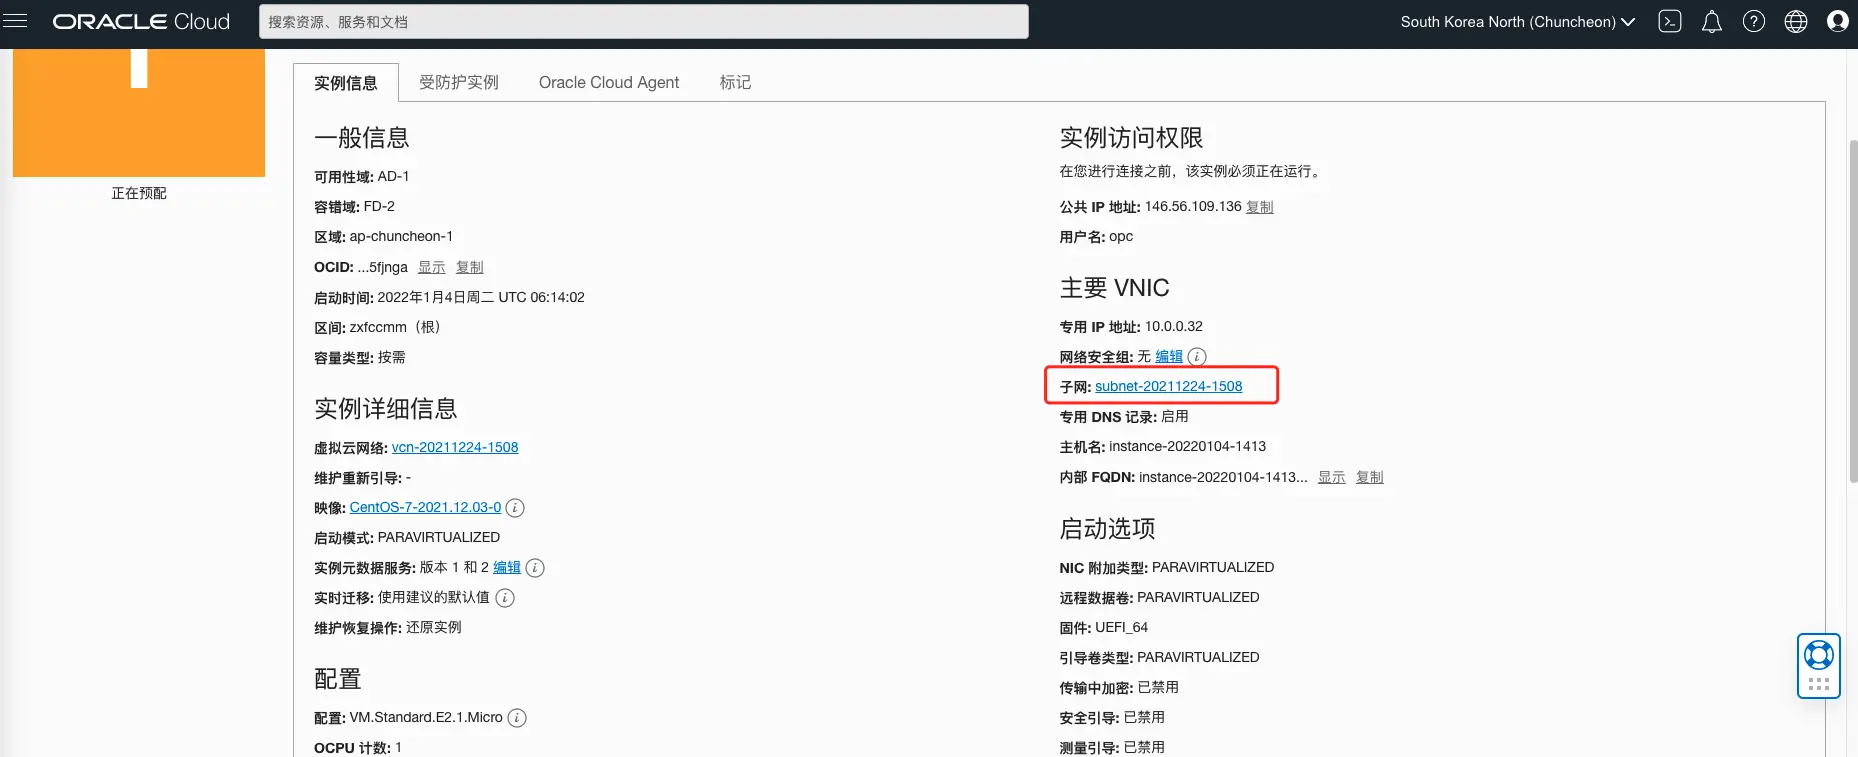 ORACLE Cloud
搜索资源、服务和文档
South Korea North (Chuncheon)
正在预配
实例信息
受防护实例
Oracle Cloud Agent
标记
一般信息
可用性域: AD-1
容错域: FD-2
区域: ap-chuncheon-1
OCID: ...5fjnga 显示 复制
启动时间: 2022年1月4日周二 UTC 06:14:02
区间: zxfccmm（根）
容量类型: 按需
实例详细信息
虚拟云网络: vcn-20211224-1508
维护重新引导: -
映像: CentOS-7-2021.12.03-0
启动模式: PARAVIRTUALIZED
实例元数据服务: 版本 1 和 2 编辑
实时迁移: 使用建议的默认值
维护恢复操作: 还原实例
配置
配置: VM.Standard.E2.1.Micro
OCPU 计数: 1
实例访问权限
在您进行连接之前，该实例必须正在运行。
公共 IP 地址: 146.56.109.136 复制
用户名: opc
主要 VNIC
专用 IP 地址: 10.0.0.32
网络安全组: 无 编辑
子网: subnet-20211224-1508
专用 DNS 记录: 启用
主机名: instance-20220104-1413
内部 FQDN: instance-20220104-1413... 显示 复制
启动选项
NIC 附加类型: PARAVIRTUALIZED
远程数据卷: PARAVIRTUALIZED
固件: UEFI_64
引导卷类型: PARAVIRTUALIZED
传输中加密: 已禁用
安全引导: 已禁用
测量引导: 已禁用